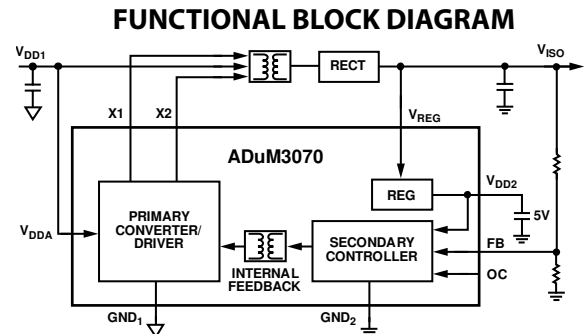 FUNCTIONAL BLOCK DIAGRAM
VDD1
RECT
VISO
X1
X2
VREG
ADuM3070
REG
VDD2
5V
PRIMARY
CONVERTER/
DRIVER
VDDA
INTERNAL
FEEDBACK
SECONDARY
CONTROLLER
FB
OC
GND1
GND2